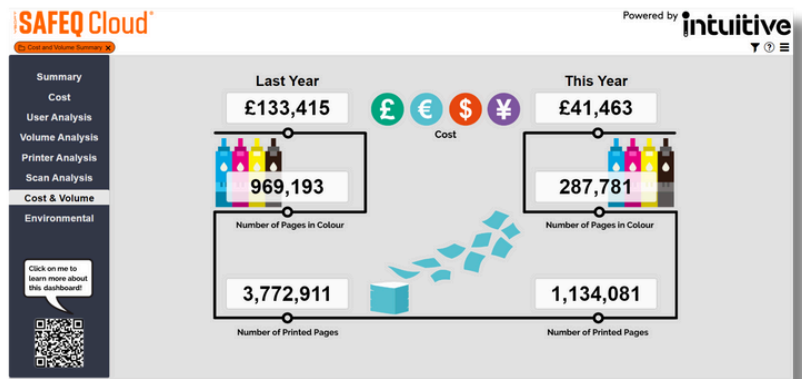 SAFEQ Cloud
Powered by intuitive
Cost and Volume Summary
Summary
Cost
User Analysis
Volume Analysis
Printer Analysis
Scan Analysis
Cost & Volume
Environmental
Click on me to
learn more about
this dashboard!
Last Year
This Year
£133,415
£ € $ ¥
£41,463
Cost
969,193
287,781
Number of Pages in Colour
Number of Pages in Colour
3,772,911
1,134,081
Number of Printed Pages
Number of Printed Pages